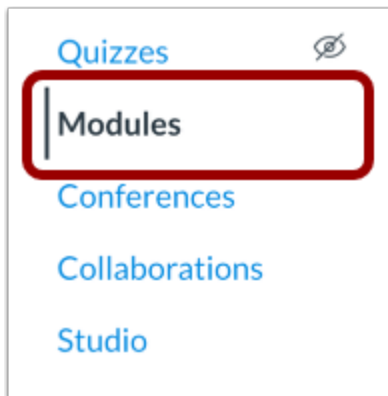 Quizzes
Modules
Conferences
Collaborations
Studio